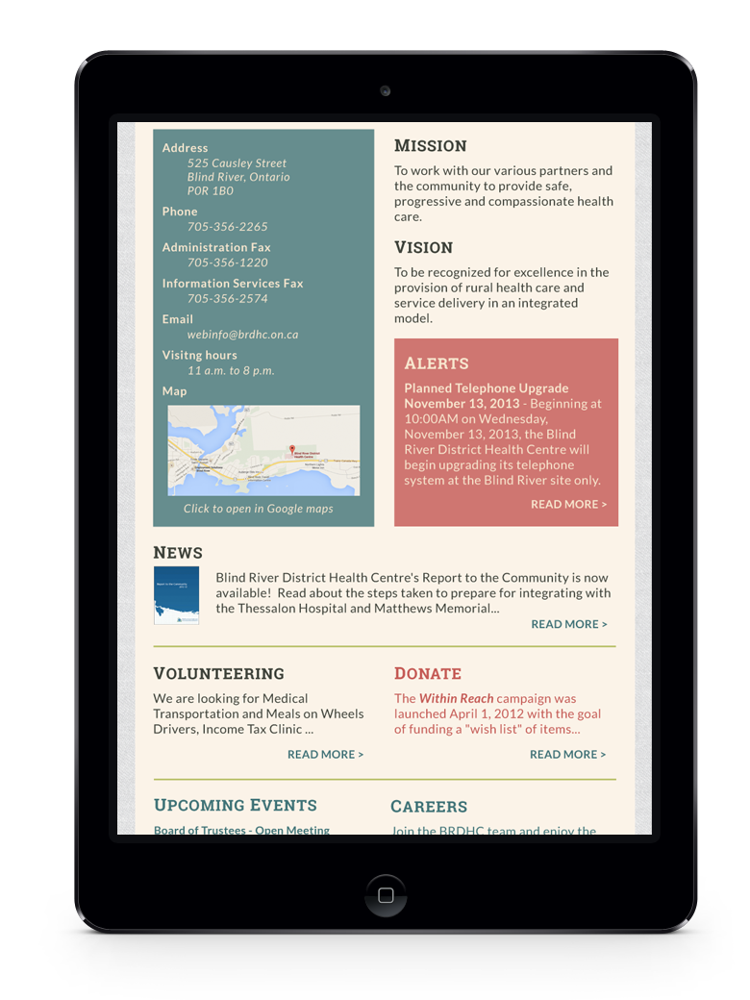 Address
525 Causley Street
Blind River, Ontario
P0R 1B0
Phone
705-356-2265
Administration Fax
705-356-1220
Information Services Fax
705-356-2574
Email
webinfo@brdhc.on.ca
Visitng hours
11 a.m. to 8 p.m.
Map
Click to open in Google maps
MISSION
To work with our various partners and
the community to provide safe,
progressive and compassionate health
care.
VISION
To be recognized for excellence in the
provision of rural health care and
service delivery in an integrated
model.
ALERTS
Planned Telephone Upgrade
November 13, 2013 - Beginning at
10:00AM on Wednesday,
November 13, 2013, the Blind
River District Health Centre will
begin upgrading its telephone
system at the Blind River site only.
READ MORE >
NEWS
Blind River District Health Centre's Report to the Community is now
available!  Read about the steps taken to prepare for integrating with
the Thessalon Hospital and Matthews Memorial...
READ MORE >
VOLUNTEERING
We are looking for Medical
Transportation and Meals on Wheels
Drivers, Income Tax Clinic ...
READ MORE >
DONATE
The Within Reach campaign was
launched April 1, 2012 with the goal
of funding a "wish list" of items...
READ MORE >
UPCOMING EVENTS
Board of Trustees - Open Meeting
CAREERS
Join the BRDHC team and enjoy the